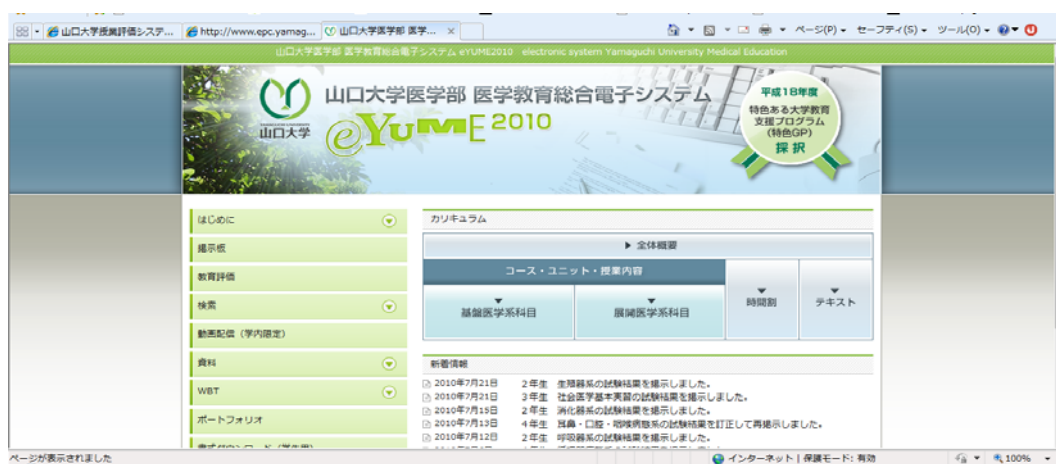 山口大学授業評価システ...
http://www.epc.yamag...
山口大学医学部 医学...
ページ(P)
セーフティ(S)
ツール(O)
山口大学医学部 医学教育総合電子システム eYUME2010 electronic system Yamaguchi University Medical Education
山口大学
山口大学医学部 医学教育総合電子システム
eYUME 2010
平成18年度
特色ある大学教育
支援プログラム
(特色GP)
採択
はじめに
掲示板
教育評価
検索
動画配信（学内限定）
資料
WBT
ポートフォリオ
カリキュラム
▶ 全体概要
コース・ユニット・授業内容
基盤医学系科目
展開医学系科目
時間割
テキスト
新着情報
2010年7月21日 2年生 生殖器系の試験結果を掲示しました。
2010年7月21日 3年生 社会医学基本実習の試験結果を掲示しました。
2010年7月15日 2年生 消化器系の試験結果を掲示しました。
2010年7月13日 4年生 耳鼻・口腔・咽喉病態系の試験結果を訂正して再掲示しました。
2010年7月12日 2年生 呼吸器系の試験結果を掲示しました。
ページが表示されました
インターネット | 保護モード: 有効
100%